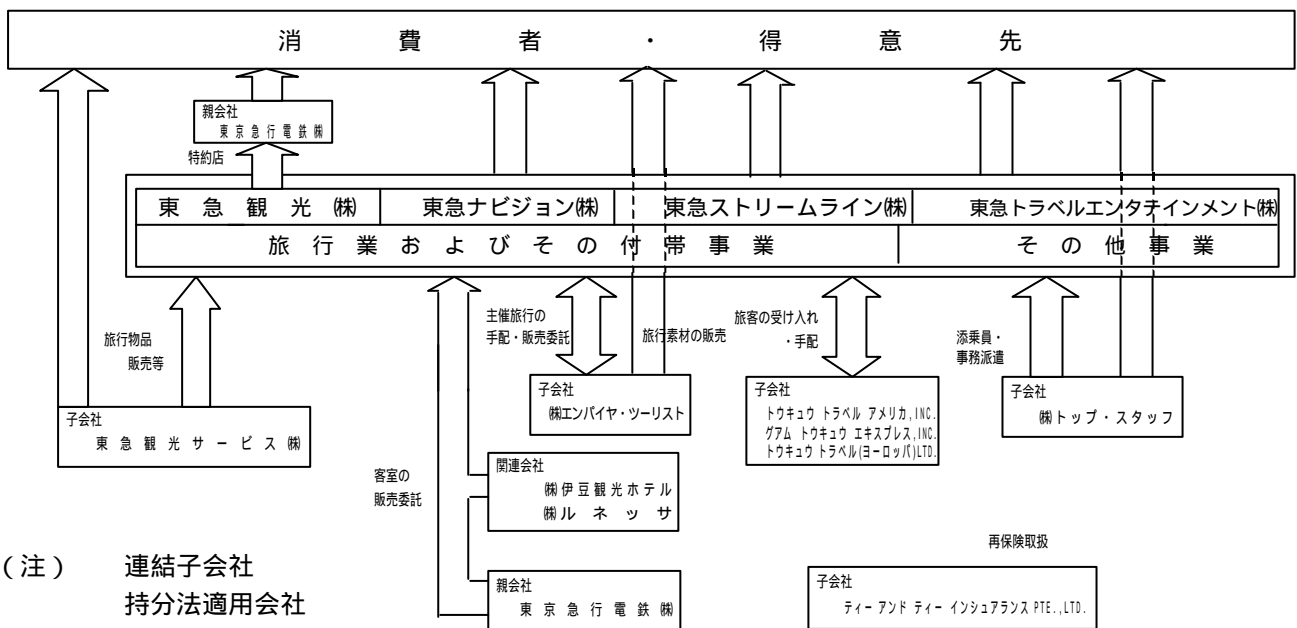 消費者・得意先
親会社
東京急行電鉄㈱
特約店
東急観光㈱
東急ナビジョン㈱
東急ストリームライン㈱
東急トラベルエンタテインメント㈱
旅行業およびその付帯事業
その他事業
旅行物品
販売等
主催旅行の
手配・販売委託
旅行素材の販売
旅客の受け入れ
・手配
添乗員・
事務派遣
子会社
東急観光サービス㈱
子会社
㈱エンパイヤ・ツーリスト
子会社
トウキュウ トラベル アメリカ,INC.
グアム トウキュウ エキスプレス,INC.
トウキュウ トラベル(ヨーロッパ)LTD.
子会社
㈱トップ・スタッフ
客室の
販売委託
関連会社
㈱伊豆観光ホテル
㈱ルネッサ
再保険取扱
(注) 連結子会社
持分法適用会社
親会社
東京急行電鉄㈱
子会社
ティー アンド ティー インシュアランス PTE.,LTD.